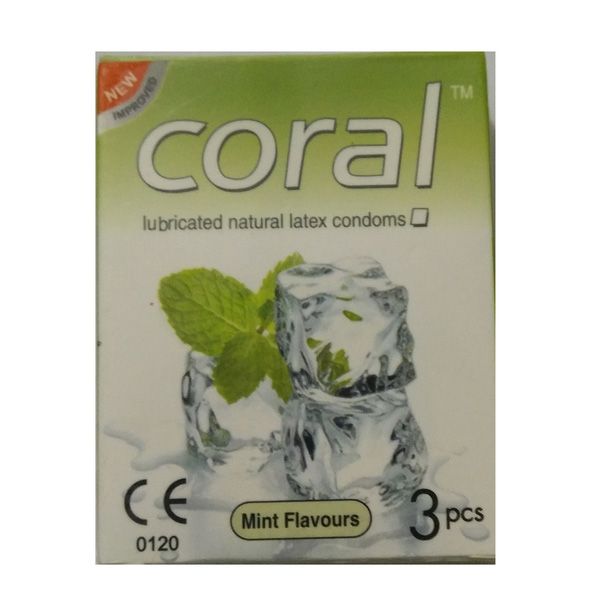 NEW
IMPROVED
coral™
lubricated natural latex condoms
CE
0120
Mint Flavours
3 pcs